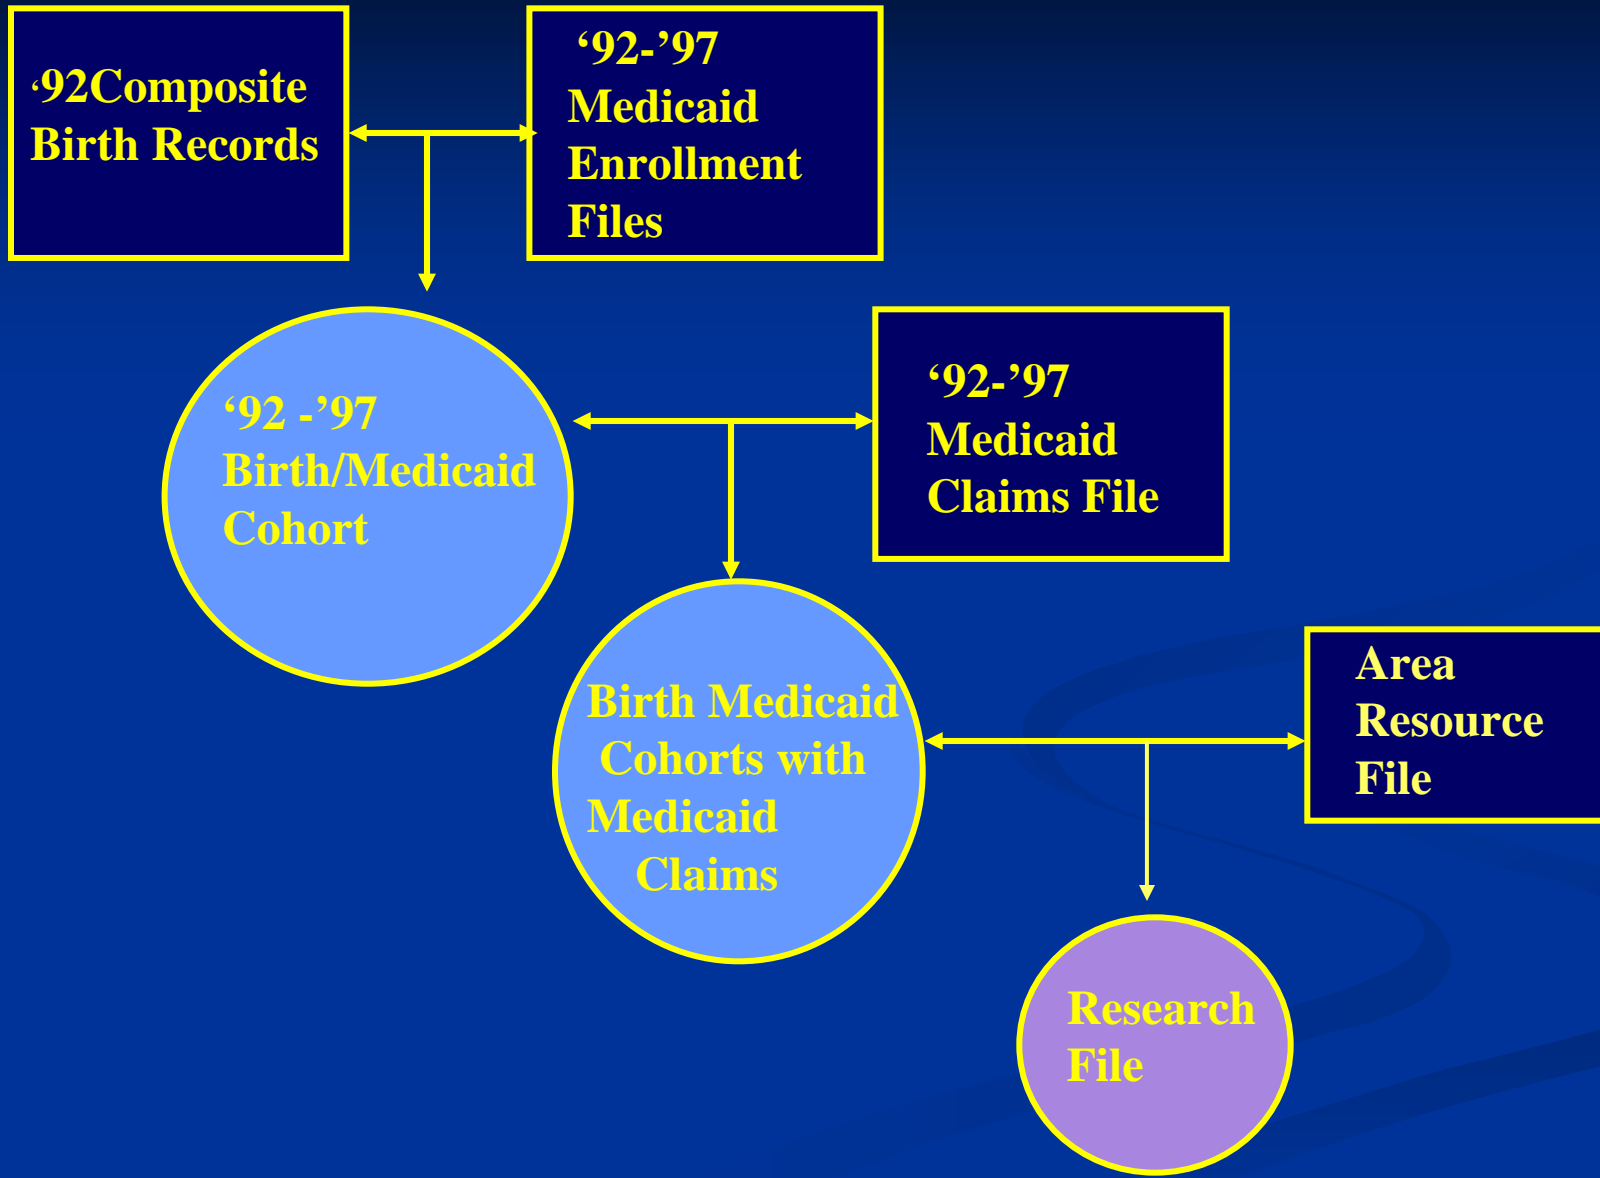 ‘92Composite
Birth Records
‘92-’97
Medicaid
Enrollment
Files
‘92 -’97
Birth/Medicaid
Cohort
‘92-’97
Medicaid
Claims File
Birth Medicaid
Cohorts with
Medicaid
Claims
Area
Resource
File
Research
File